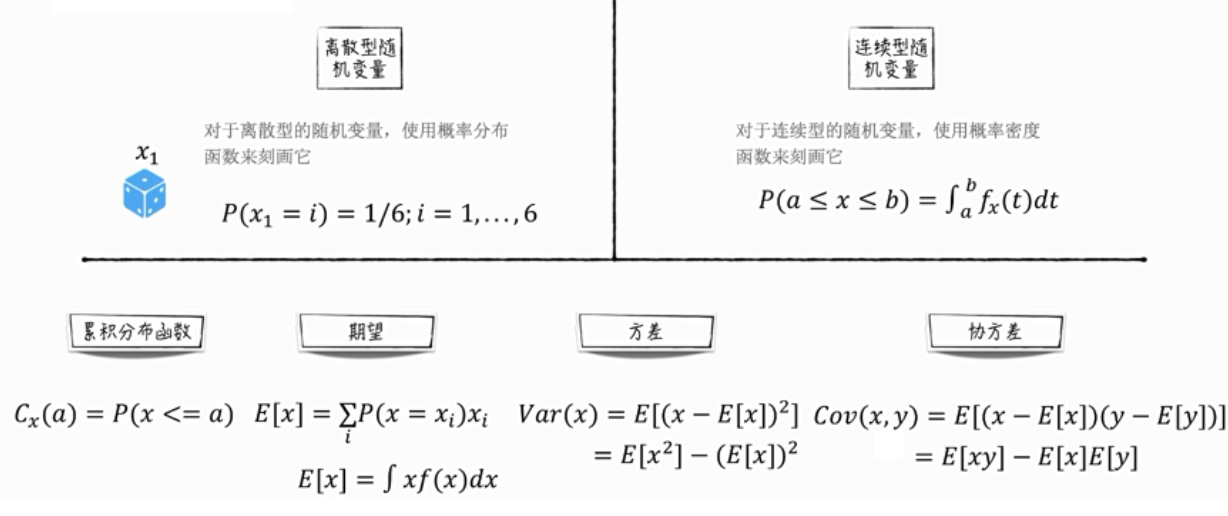 离散型随
机变量
连续型随
机变量
对于离散型的随机变量，使用概率分布
函数来刻画它
x₁
P(x₁ = i) = 1/6; i = 1,...,6
对于连续型的随机变量，使用概率密度
函数来刻画它
P(a ≤ x ≤ b) = ∫ₐᵇ fₓ(t)dt
累积分布函数
期望
方差
协方差
Cₓ(a) = P(x <= a)
E[x] = ∑ᵢ P(x = xᵢ)xᵢ
E[x] = ∫ xf(x)dx
Var(x) = E[(x − E[x])²]
= E[x²] − (E[x])²
Cov(x, y) = E[(x − E[x])(y − E[y])]
= E[xy] − E[x]E[y]